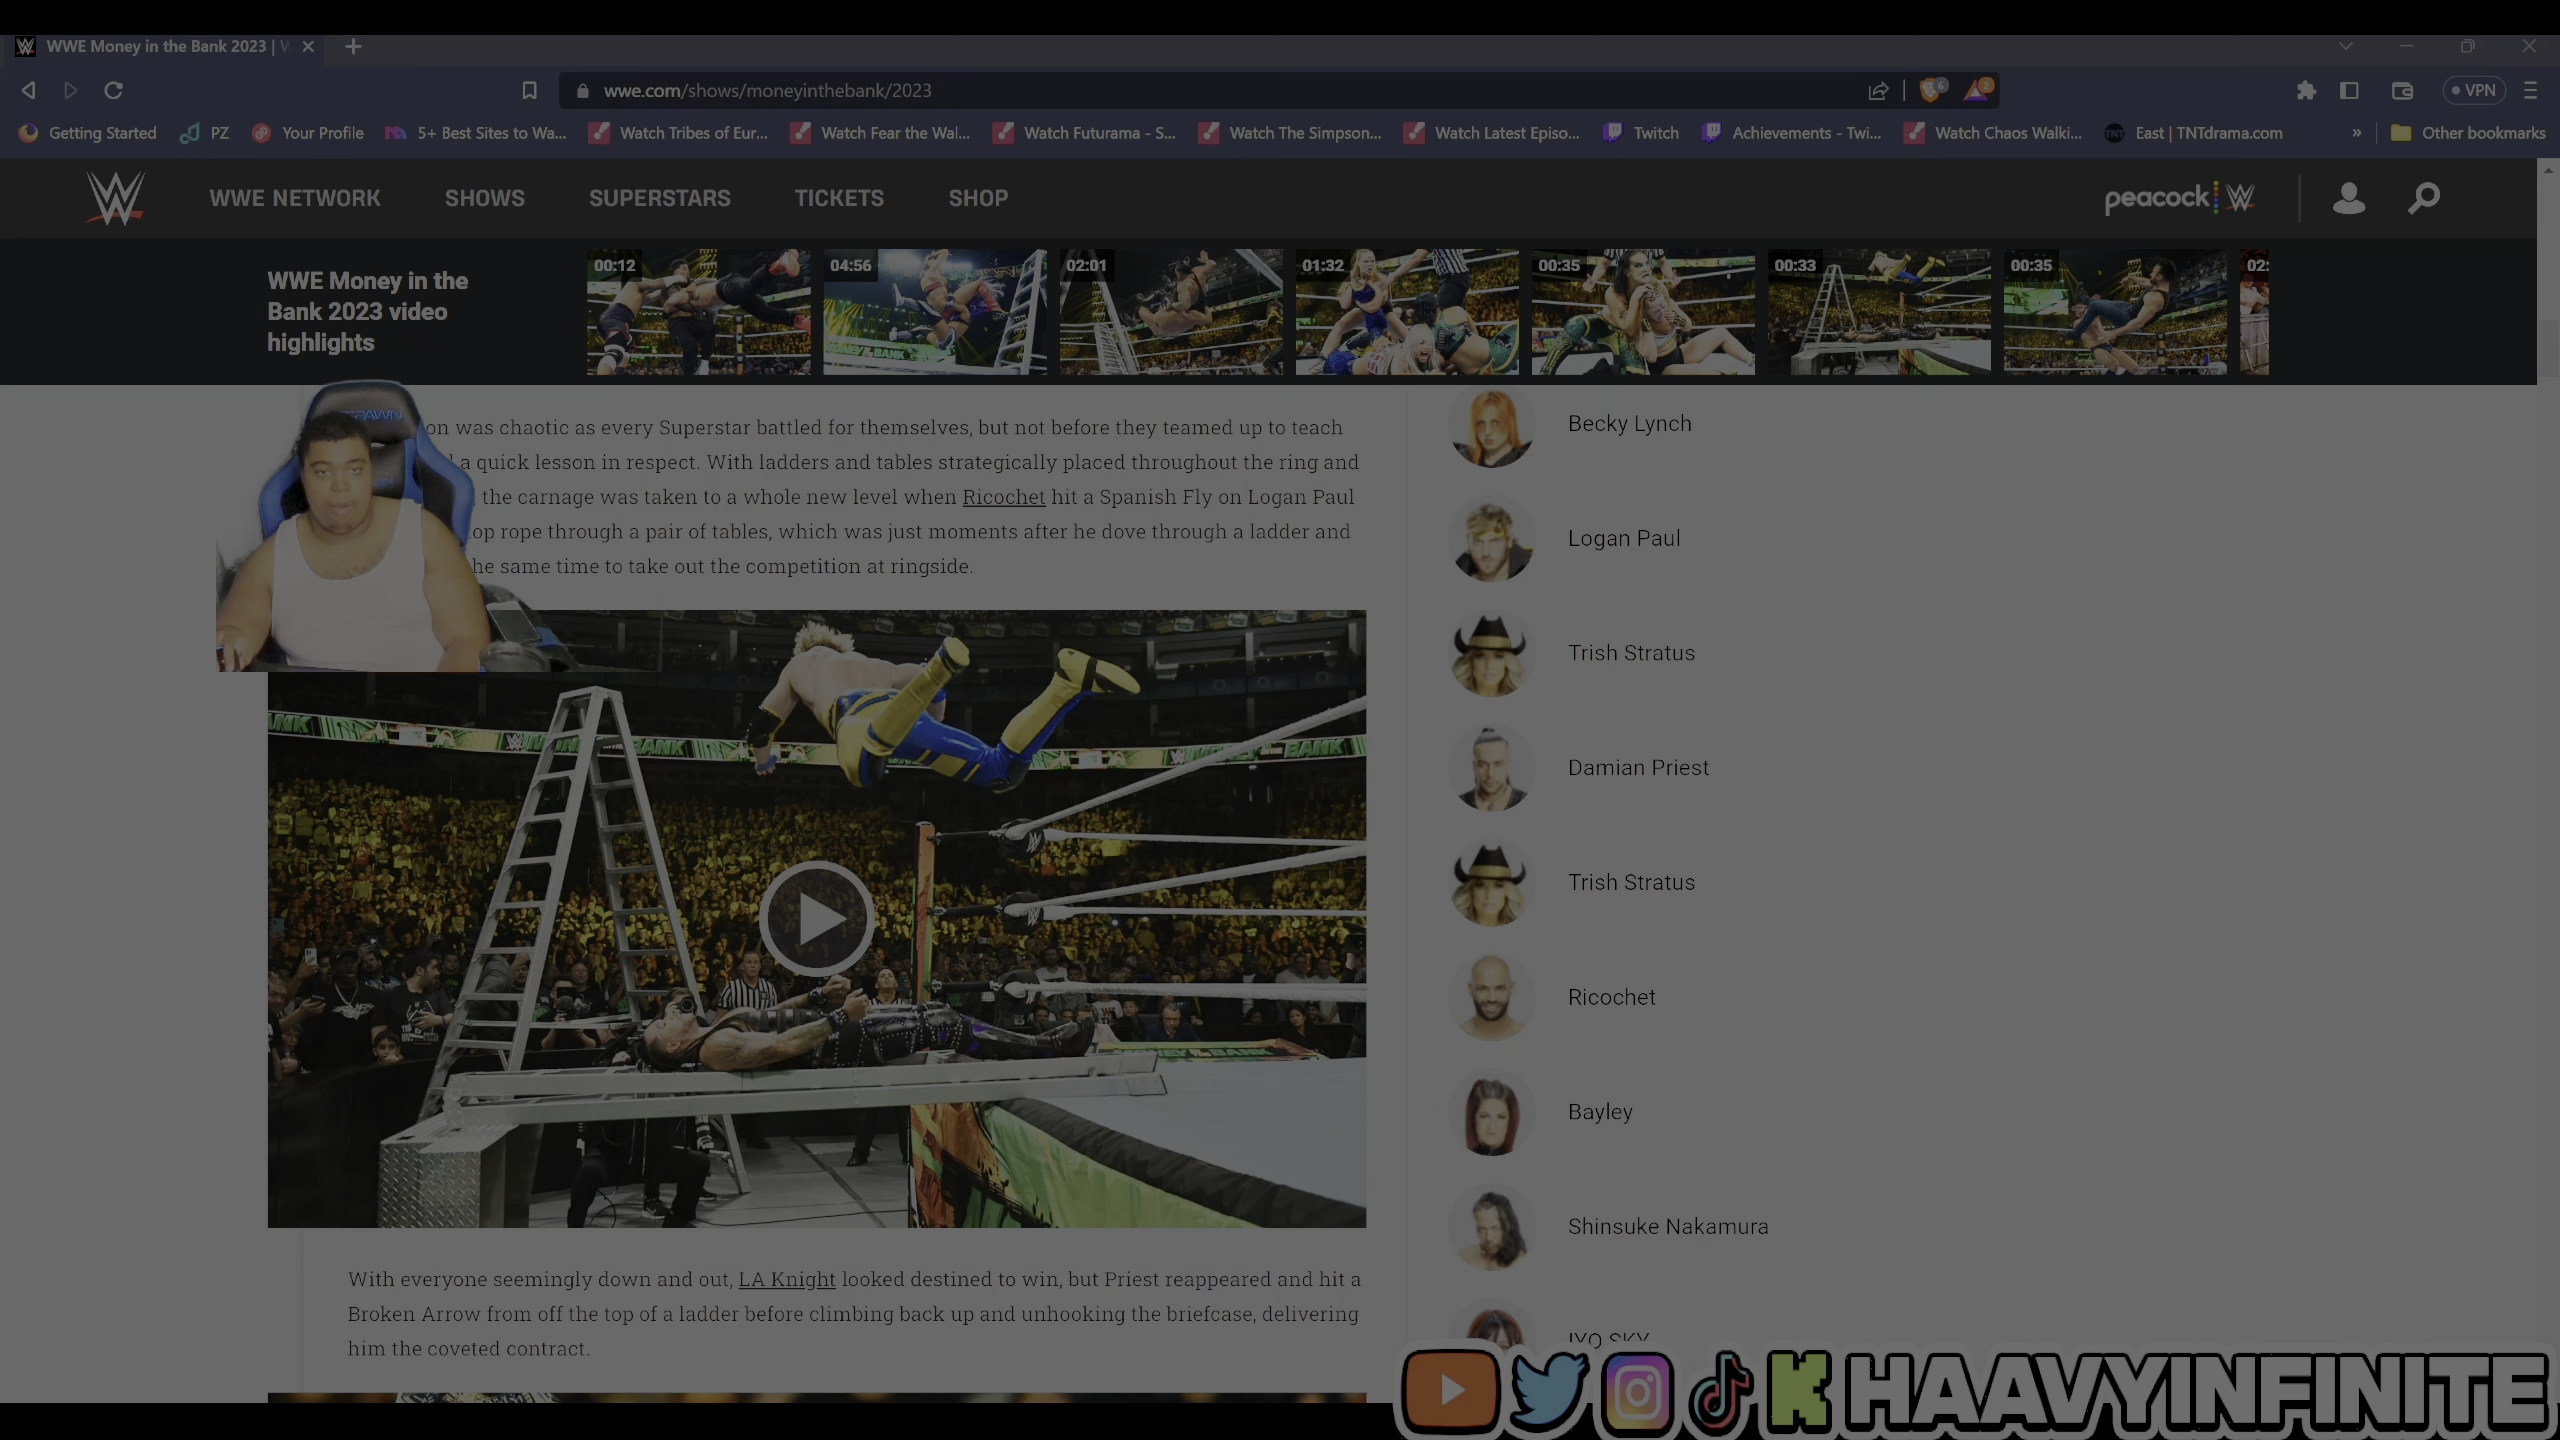 WWE Money in the Bank 2023 | W
wwe.com/shows/moneyinthebank/2023
6
2
VPN
Getting Started PZ Your Profile 5+ Best Sites to Wa... Watch Tribes of Eur... Watch Fear the Wal... Watch Futurama - S... Watch The Simpson... Watch Latest Episo... Twitch Achievements - Twi... Watch Chaos Walki... East | TNTdrama.com » Other bookmarks
WWE NETWORK SHOWS SUPERSTARS TICKETS SHOP peacock
WWE Money in the
Bank 2023 video
highlights
00:12 04:56 02:01 01:32 00:35 00:33 00:35 02:
on was chaotic as every Superstar battled for themselves, but not before they teamed up to teach
a quick lesson in respect. With ladders and tables strategically placed throughout the ring and
the carnage was taken to a whole new level when Ricochet hit a Spanish Fly on Logan Paul
op rope through a pair of tables, which was just moments after he dove through a ladder and
he same time to take out the competition at ringside.
With everyone seemingly down and out, LA Knight looked destined to win, but Priest reappeared and hit a
Broken Arrow from off the top of a ladder before climbing back up and unhooking the briefcase, delivering
him the coveted contract.
Becky Lynch
Logan Paul
Trish Stratus
Damian Priest
Trish Stratus
Ricochet
Bayley
Shinsuke Nakamura
IYO SKY
K HAAVYINFINITE